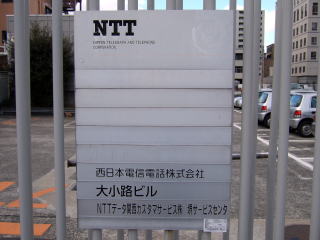 NTT
NIPPON TELEGRAPH AND TELEPHONE
CORPORATION
西日本電信電話株式会社
大小路ビル
NTTデータ関西カスタマサービス㈱ 堺サービスセンタ